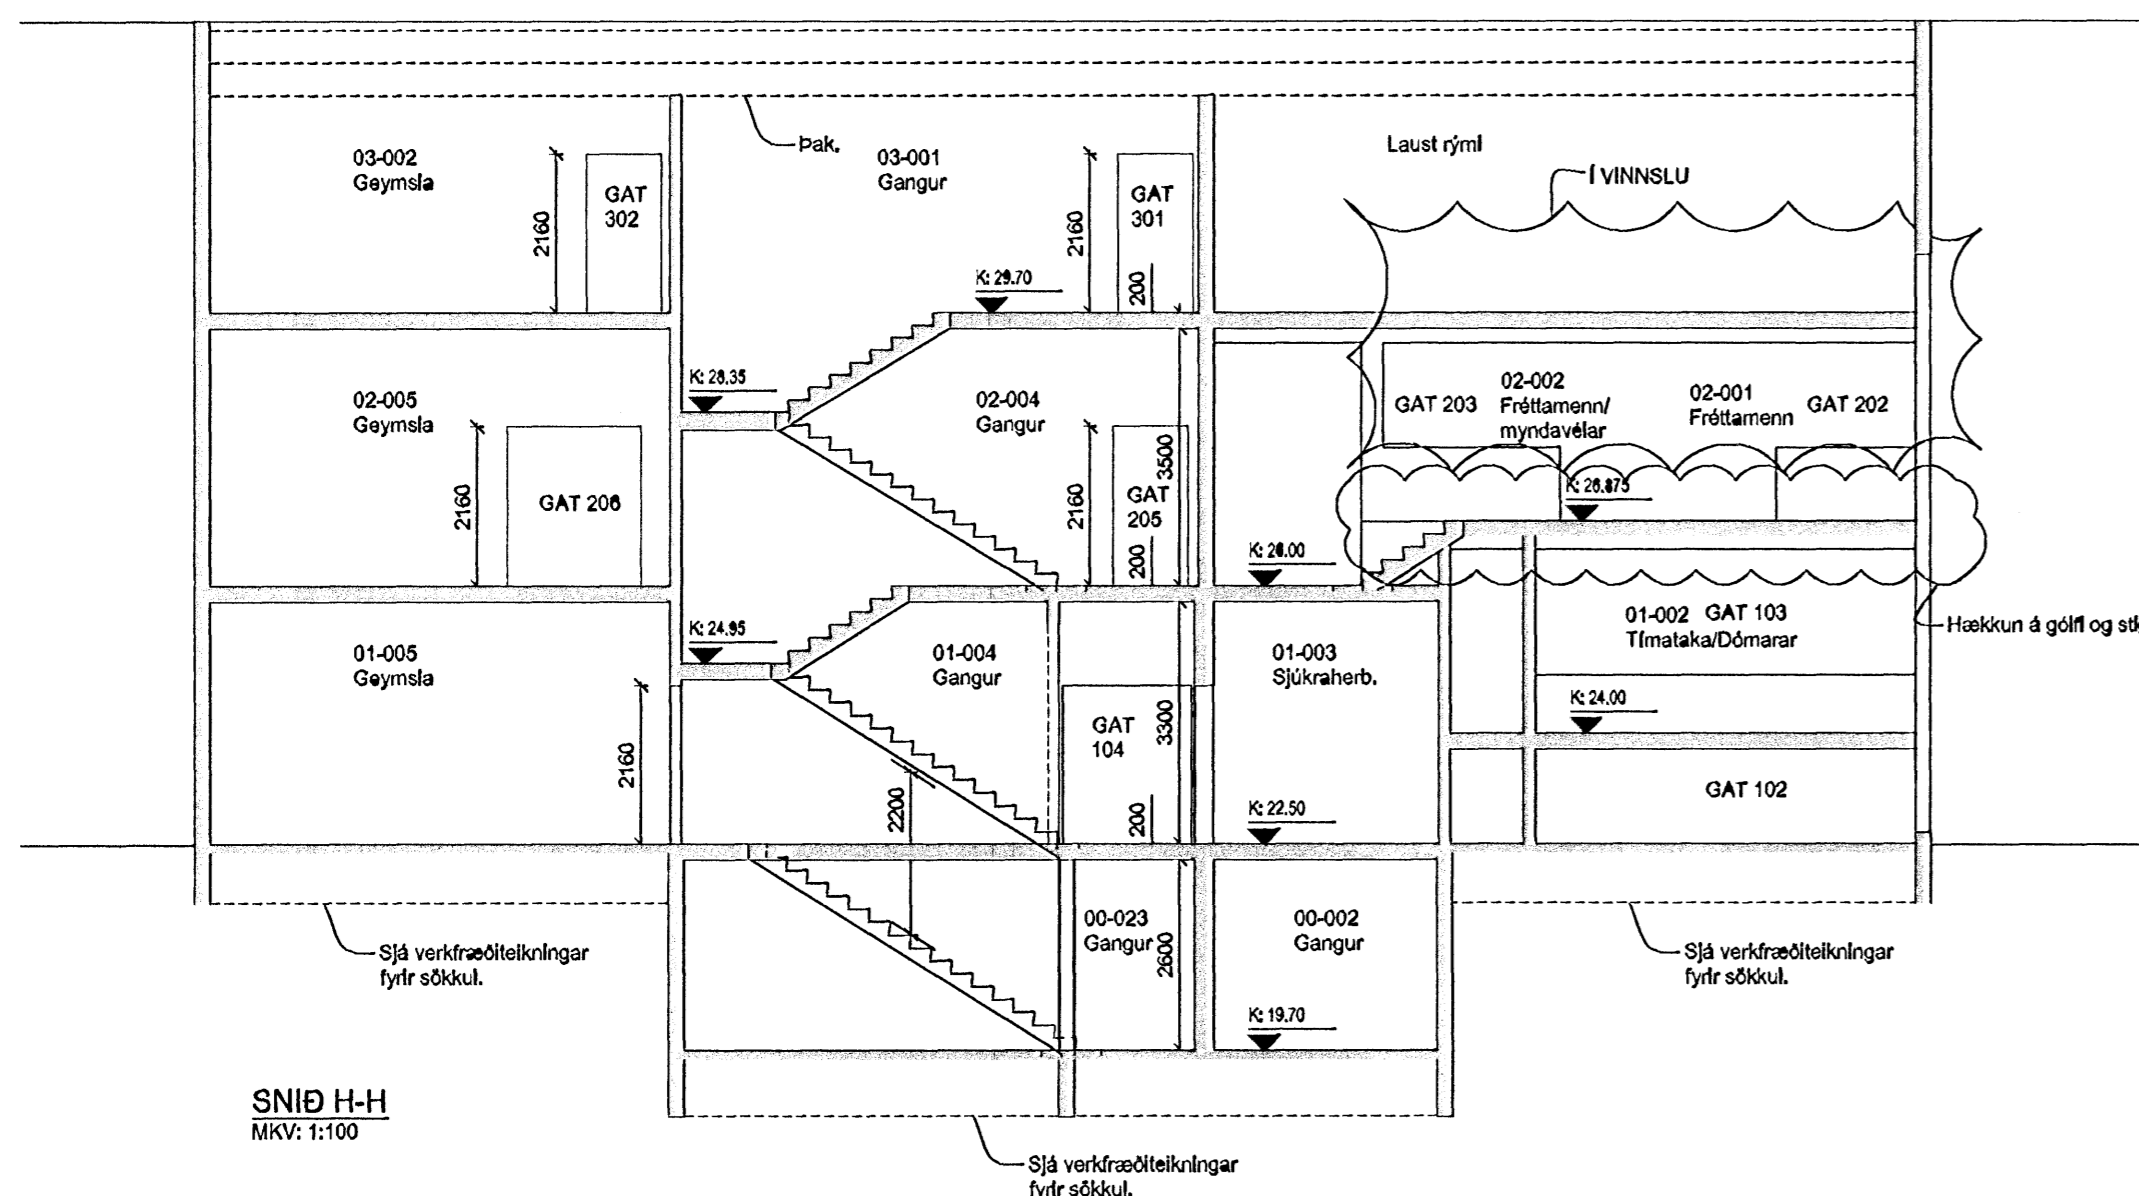 Þak.
03-002
Geymsla
2160
GAT
302
03-001
Gangur
2160
GAT
301
200
K: 29.70
Laust rými
Í VINNSLU
02-005
Geymsla
2160
GAT 206
K: 28.35
02-004
Gangur
2160
GAT
205
200
3500
GAT 203
02-002
Fréttamenn/
myndavélar
02-001
Fréttamenn
GAT 202
K: 26.875
K: 26.00
01-005
Geymsla
2160
K: 24.95
01-004
Gangur
2200
GAT
104
200
3300
01-003
Sjúkraherb.
K: 22.50
01-002 GAT 103
Tímataka/Dómarar
K: 24.00
GAT 102
Hækkun á gólfi og
00-023
Gangur
2600
00-002
Gangur
K: 19.70
Sjá verkfræðiteikningar
fyrir sökkul.
Sjá verkfræðiteikningar
fyrir sökkul.
SNIÐ H-H
MKV: 1:100
Sjá verkfræðiteikningar
fyrir sökkul.